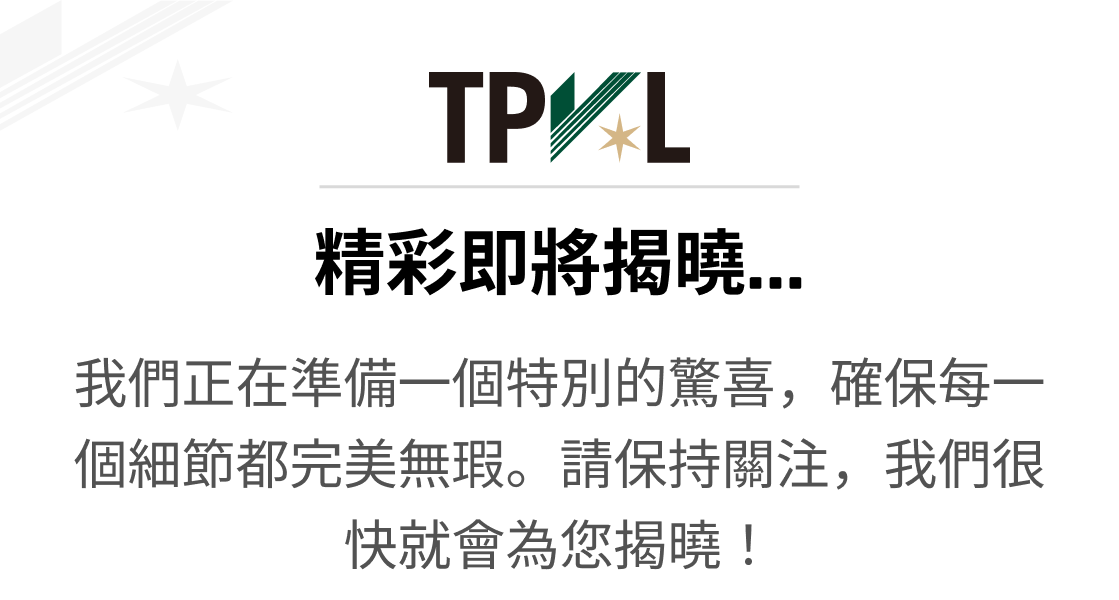 TPVL
精彩即將揭曉...
我們正在準備一個特別的驚喜，確保每一
個細節都完美無瑕。請保持關注，我們很
快就會為您揭曉！